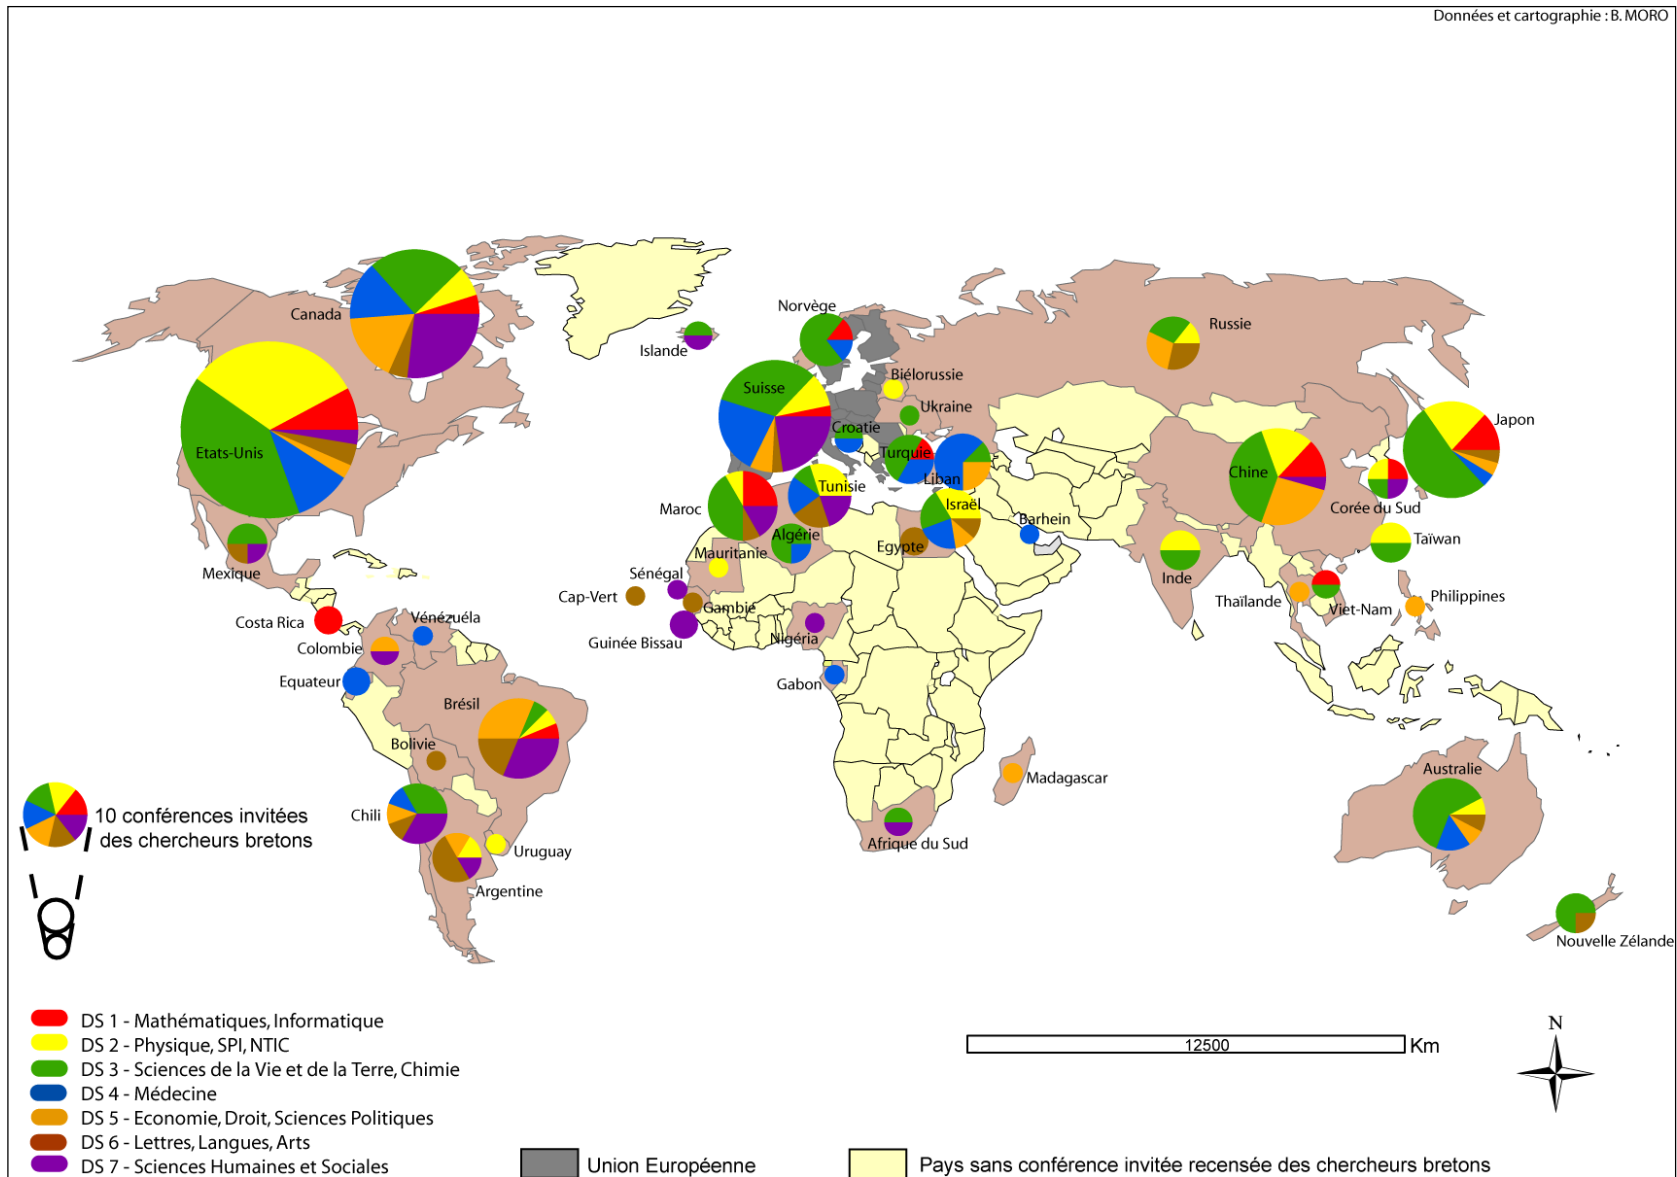 Données et cartographie : B. MORO
Canada
Norvège
Russie
Islande
Biélorussie
Suisse
Ukraine
Croatie
Japon
Etats-Unis
Turquie
Chine
Liban
Tunisie
Maroc
Israël
Corée du Sud
Barhein
Algérie
Taïwan
Egypte
Mauritanie
Mexique
Sénégal
Inde
Cap-Vert
Gambie
Thaïlande
Philippines
Viet-Nam
Costa Rica
Vénézuéla
Guinée Bissau
Nigéria
Colombie
Equateur
Gabon
Brésil
Bolivie
Madagascar
Australie
Chili
10 conférences invitées
des chercheurs bretons
Afrique du Sud
Uruguay
Argentine
Nouvelle Zélande
DS 1 - Mathématiques, Informatique
DS 2 - Physique, SPI, NTIC
DS 3 - Sciences de la Vie et de la Terre, Chimie
DS 4 - Médecine
DS 5 - Economie, Droit, Sciences Politiques
DS 6 - Lettres, Langues, Arts
DS 7 - Sciences Humaines et Sociales
12500 Km
N
Union Européenne
Pays sans conférence invitée recensée des chercheurs bretons